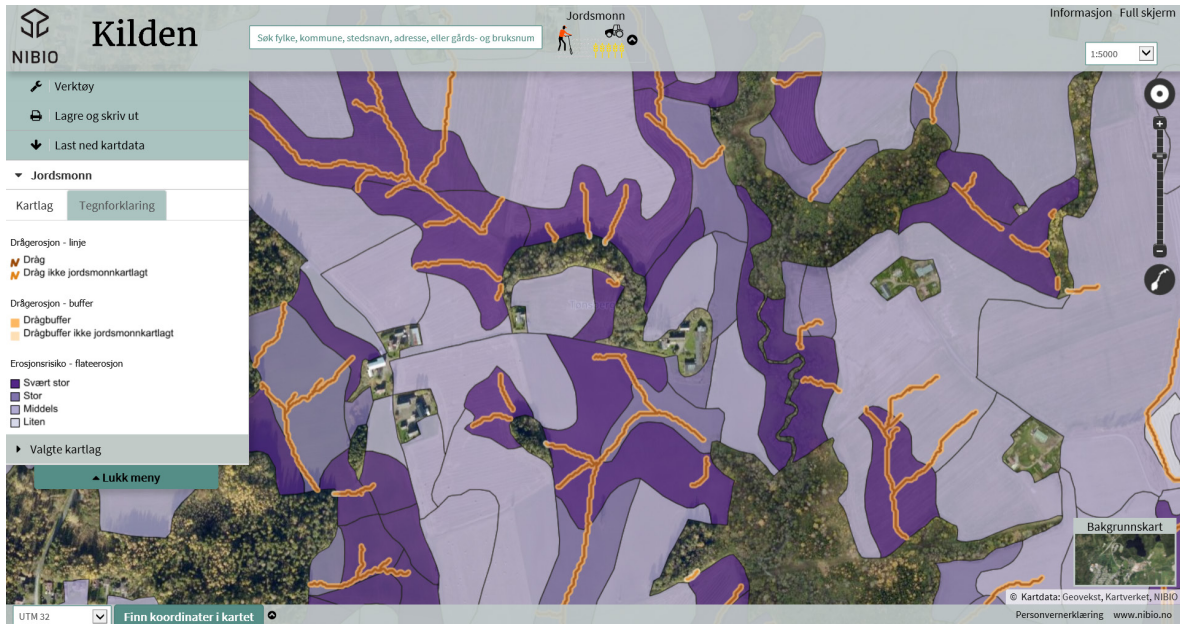 NIBIO
Kilden
Søk fylke, kommune, stedsnavn, adresse, eller gårds- og bruksnum
Jordsmonn
Informasjon Full skjerm
1:5000
Verktøy
Lagre og skriv ut
Last ned kartdata
Jordsmonn
Kartlag Tegnforklaring
Drågerosjon - linje
Dråg
Dråg ikke jordsmonnkartlagt
Drågerosjon - buffer
Drågbuffer
Drågbuffer ikke jordsmonnkartlagt
Erosjonsrisiko - flateerosjon
Svært stor
Stor
Middels
Liten
Valgte kartlag
Lukk meny
Bakgrunnskart
© Kartdata: Geovekst, Kartverket, NIBIO
UTM 32
Finn koordinater i kartet
Personvernerklæring www.nibio.no